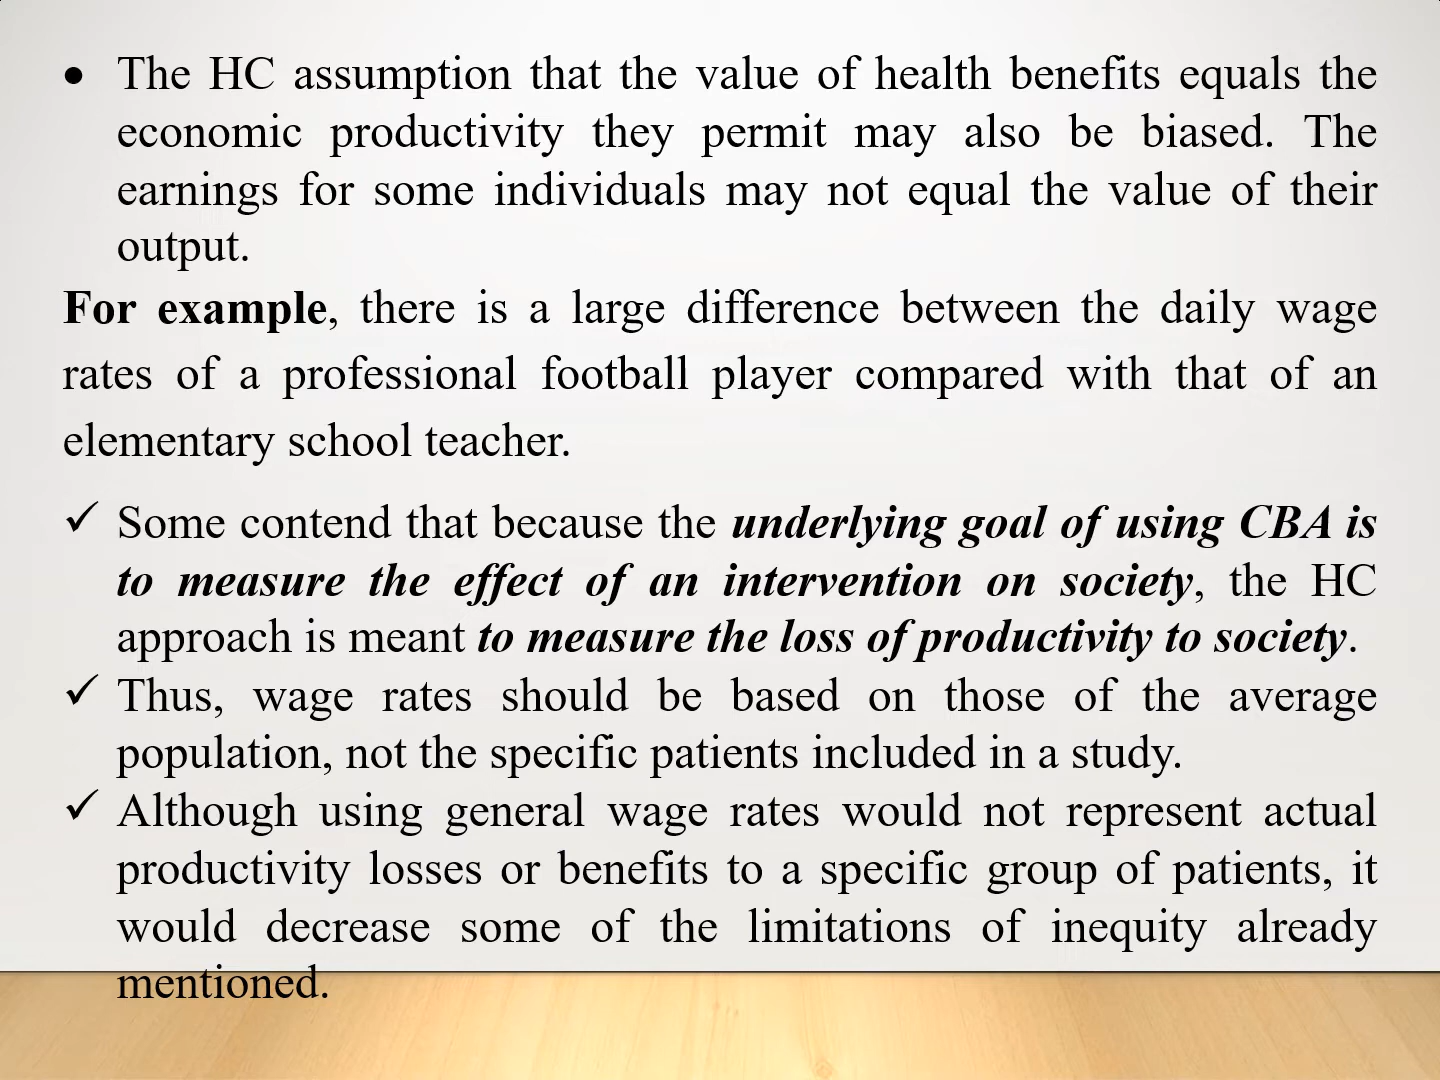 • The HC assumption that the value of health benefits equals the
economic productivity they permit may also be biased. The
earnings for some individuals may not equal the value of their
output.
For example, there is a large difference between the daily wage
rates of a professional football player compared with that of an
elementary school teacher.
✓ Some contend that because the underlying goal of using CBA is
to measure the effect of an intervention on society, the HC
approach is meant to measure the loss of productivity to society.
✓ Thus, wage rates should be based on those of the average
population, not the specific patients included in a study.
✓ Although using general wage rates would not represent actual
productivity losses or benefits to a specific group of patients, it
would decrease some of the limitations of inequity already
mentioned.